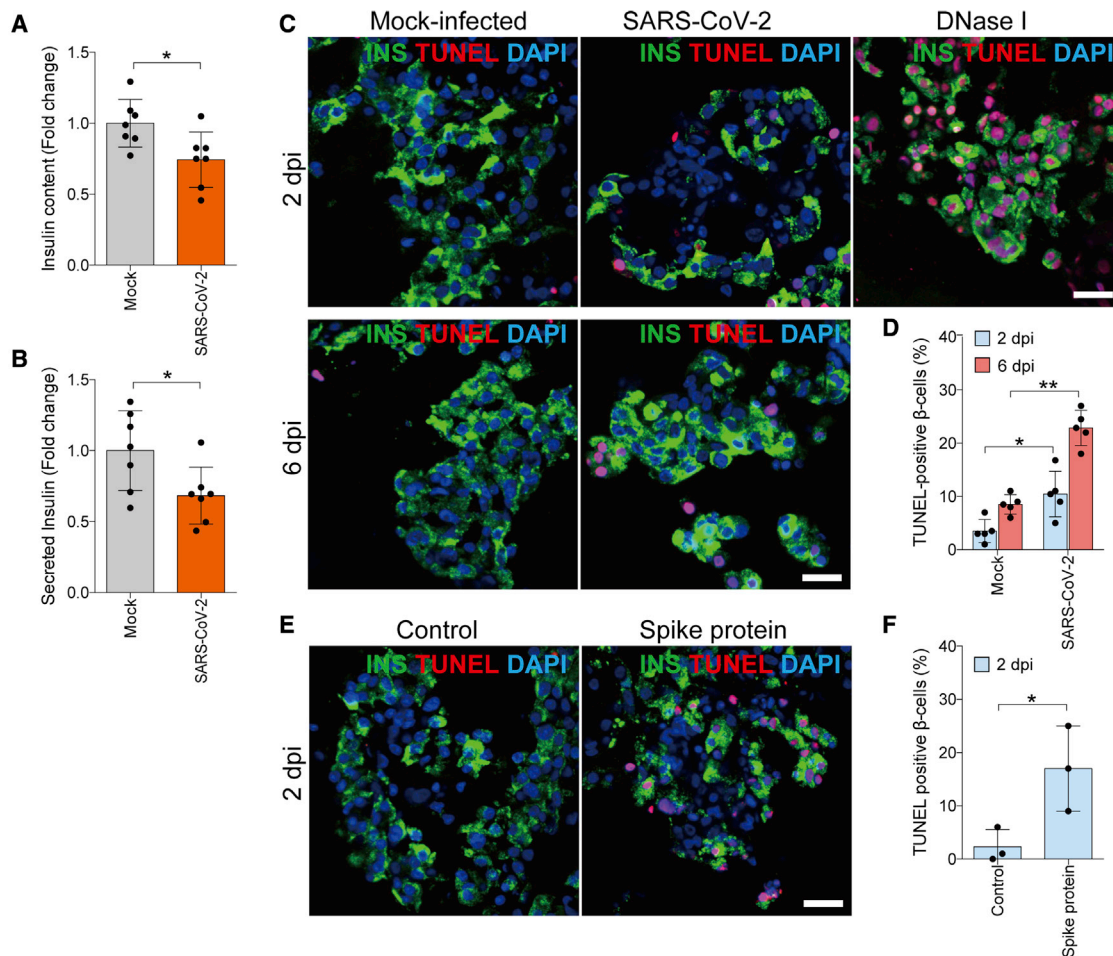 A
Insulin content (Fold change)
1.5
1.0
0.5
0.0
*
Mock
SARS-CoV-2
B
Secreted Insulin (Fold change)
1.5
1.0
0.5
0.0
*
Mock
SARS-CoV-2
C
Mock-infected
SARS-CoV-2
DNase I
2 dpi
INS TUNEL DAPI
INS TUNEL DAPI
INS TUNEL DAPI
6 dpi
INS TUNEL DAPI
INS TUNEL DAPI
D
TUNEL-positive β-cells (%)
40
30
20
10
0
2 dpi
6 dpi
*
**
Mock
SARS-CoV-2
E
Control
Spike protein
2 dpi
INS TUNEL DAPI
INS TUNEL DAPI
F
TUNEL positive β-cells (%)
40
30
20
10
0
2 dpi
*
Control
Spike protein